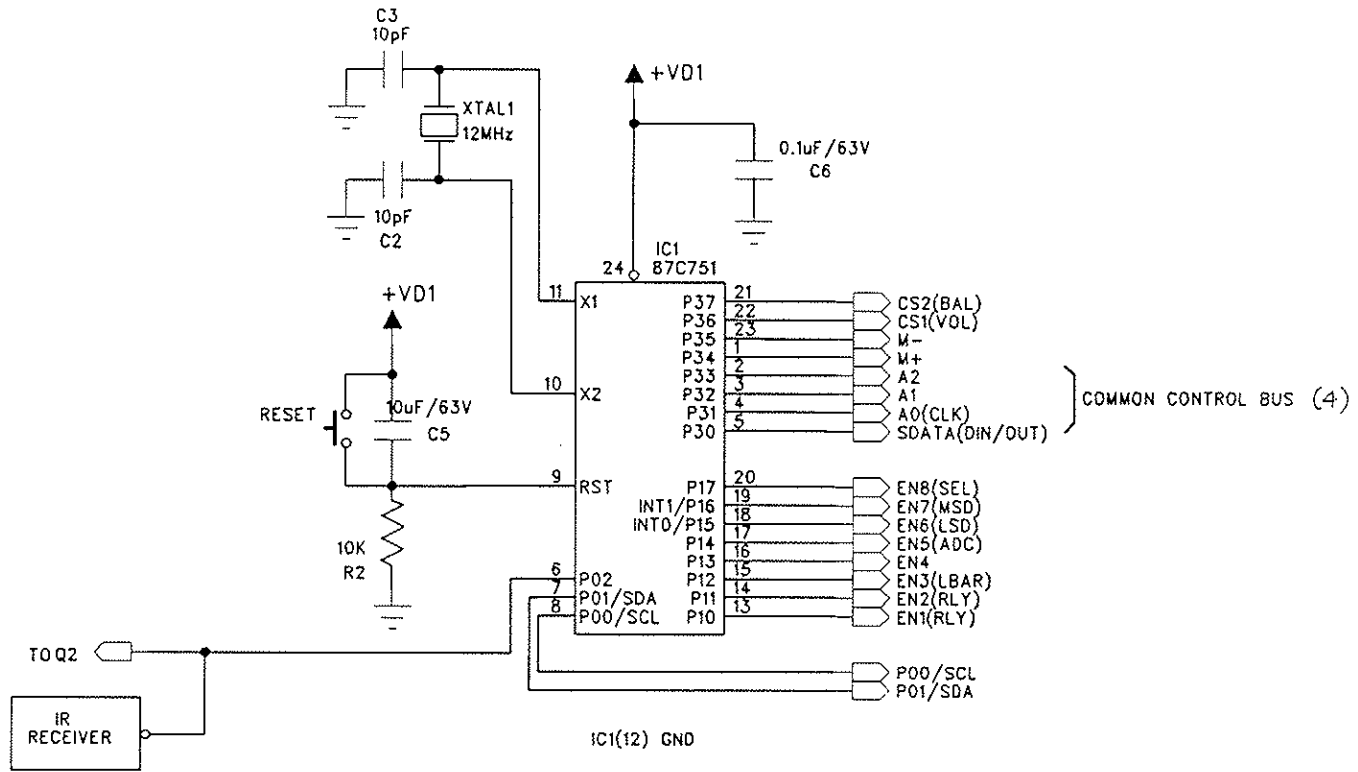 C3
10pF
XTAL1
12MHz
10pF
C2
+VD1
0.1uF/63V
C6
IC1
24 87C751
+VD1
RESET
10uF/63V
C5
10K
R2
11 X1
10 X2
9 RST
6 P02
7 P01/SDA
8 P00/SCL
P37 21 CS2(BAL)
P36 22 CS1(VOL)
P35 23 M-
P34 1 M+
P33 2 A2
P32 3 A1
P31 4 A0(CLK)
P30 5 SDATA(DIN/OUT)
COMMON CONTROL BUS (4)
P17 20 EN8(SEL)
INT1/P16 19 EN7(MSD)
INT0/P15 18 EN6(LSD)
P14 17 EN5(ADC)
P13 16 EN4
P12 15 EN3(LBAR)
P11 14 EN2(RLY)
P10 13 EN1(RLY)
P00/SCL
P01/SDA
TO Q2
IR
RECEIVER
IC1(12) GND